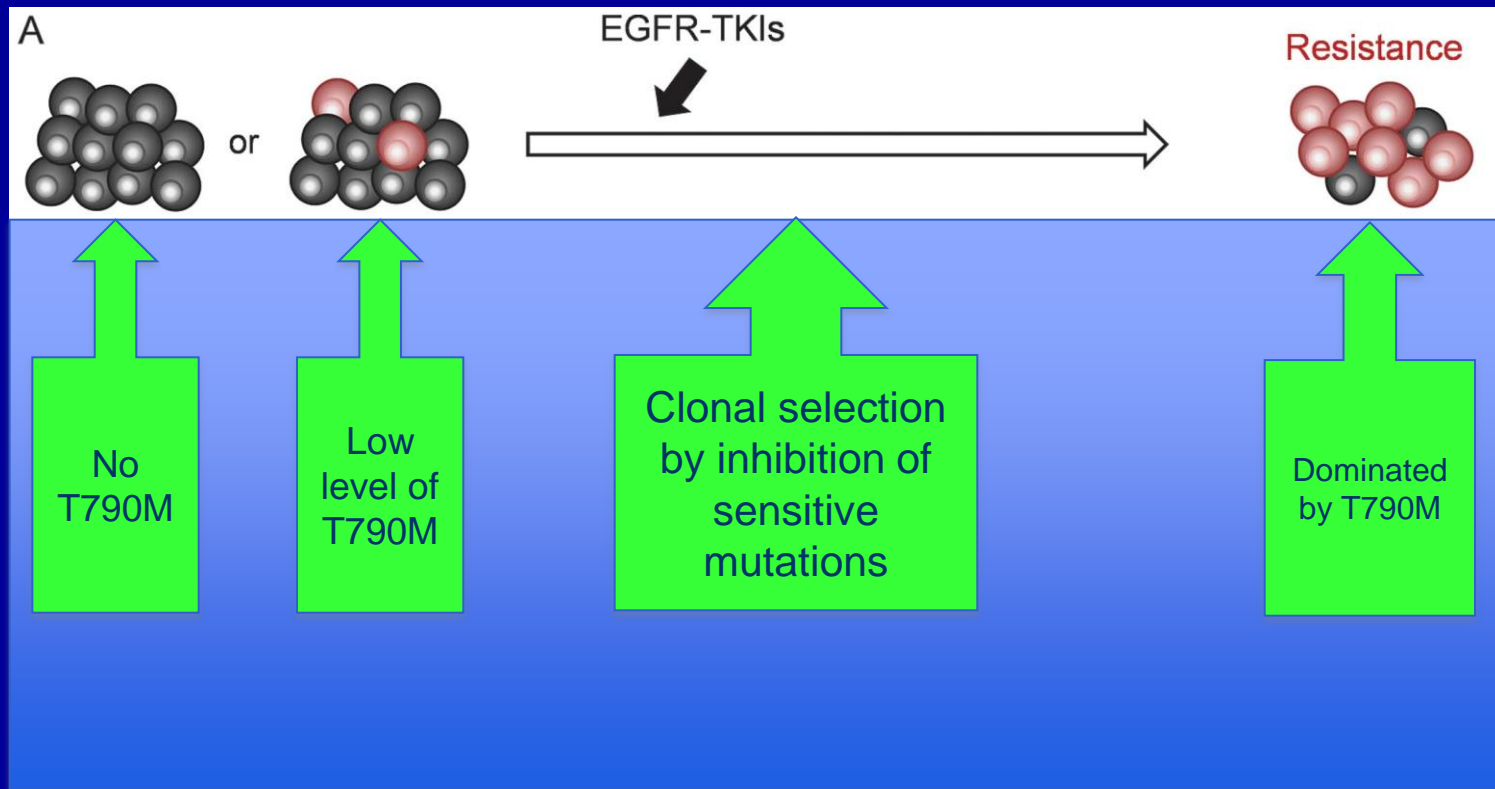 A
EGFR-TKIs
Resistance
or
No
T790M
Low
level of
T790M
Clonal selection
by inhibition of
sensitive
mutations
Dominated
by T790M